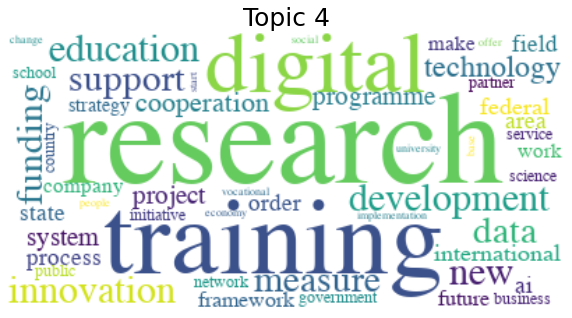 Topic 4
change
social
make
offer
field
education
digital
school
support
start
technology
partner
strategy
cooperation
programme
federal
funding
country
research
area
service
university
base
work
science
company
project
vocational
development
people
initiative
economy
order
implementation
state
training
data
system
international
process
public
new
ai
network
measure
innovation
framework
government
future
business